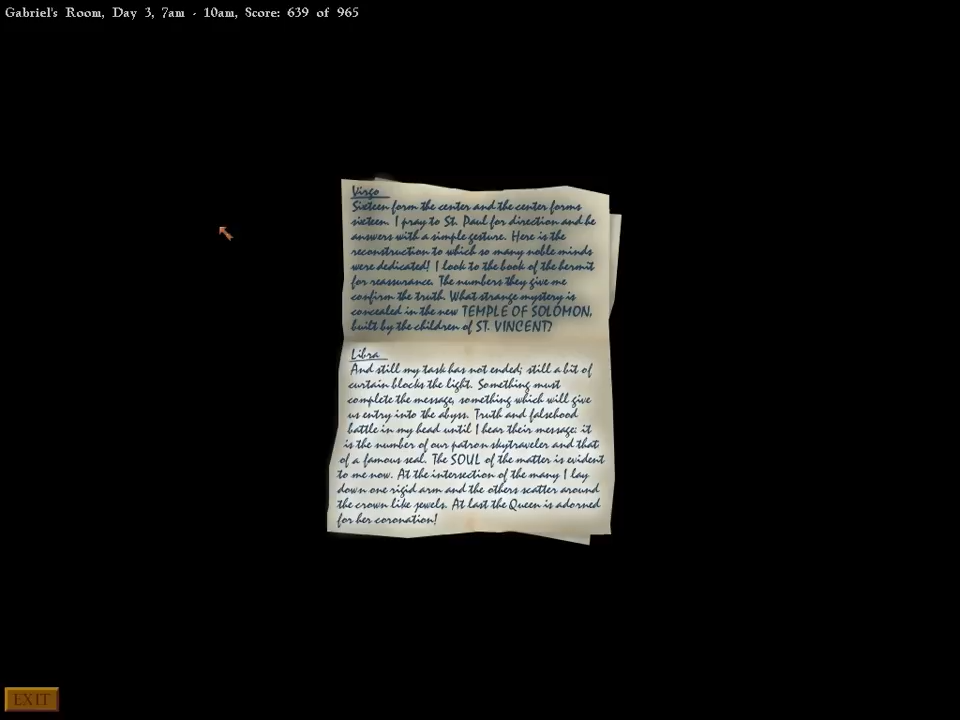 Gabriel's Room, Day 3, 7am - 10am, Score: 639 of 965
Virgo
Sixteen form the center and the center forms
sixteen. I pray to St. Paul for direction and he
answers with a simple gesture. Here is the
reconstruction to which so many noble minds
were dedicated! I look to the book of the hermit
for reassurance. The numbers they give me
confirm the truth. What strange mystery is
concealed in the new TEMPLE OF SOLOMON,
built by the children of ST. VINCENT?
Libra
And still my task has not ended; still a bit of
curtain blocks the light. Something must
complete the message, something which will give
us entry into the abyss. Truth and falsehood
battle in my head until I hear their message: it
is the number of our patron skytraveler and that
of a famous seal. The SOUL of the matter is evident
to me now. At the intersection of the many I lay
down one rigid arm and the others scatter around
the crown like jewels. At last the Queen is adorned
for her coronation!
EXIT